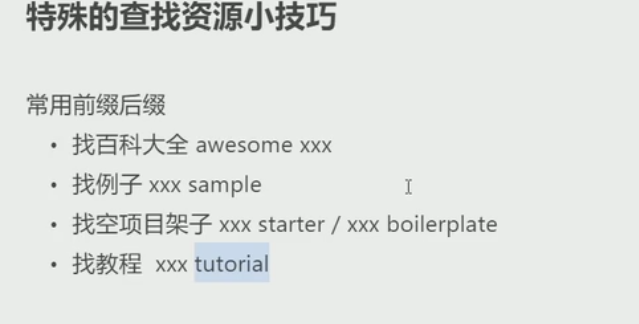 特殊的查找资源小技巧
常用前缀后缀
• 找百科大全 awesome xxx
• 找例子 xxx sample
• 找空项目架子 xxx starter / xxx boilerplate
• 找教程 xxx tutorial